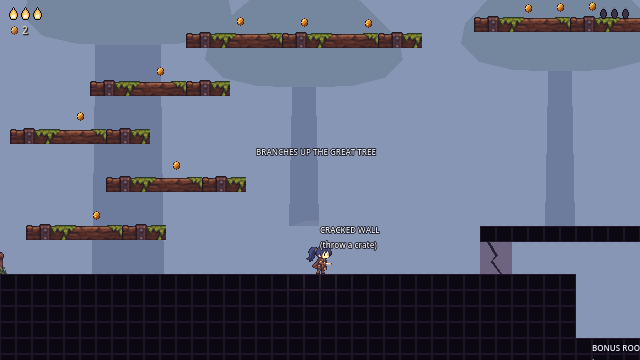 2
BRANCHES UP THE GREAT TREE
CRACKED WALL
(throw a crate)
BONUS ROO